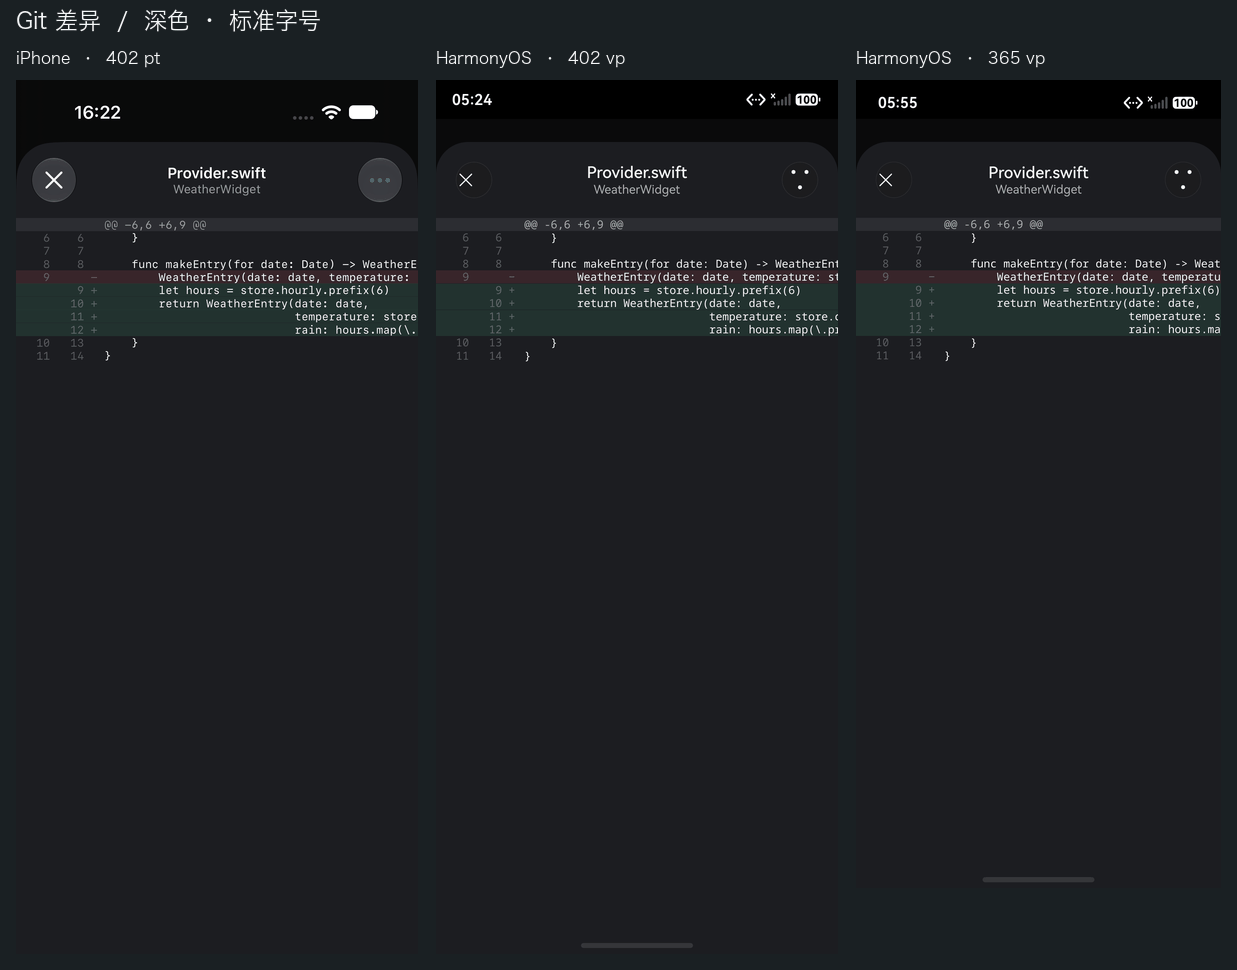 Git 差异 / 深色 · 标准字号
iPhone · 402 pt
16:22
Provider.swift
WeatherWidget
@@ -6,6 +6,9 @@
6 6 }
7 7
8 8 func makeEntry(for date: Date) -> WeatherE
9 - WeatherEntry(date: date, temperature:
9 + let hours = store.hourly.prefix(6)
10 + return WeatherEntry(date: date,
11 + temperature: store
12 + rain: hours.map(\.
10 13 }
11 14 }
HarmonyOS · 402 vp
05:24
100
Provider.swift
WeatherWidget
@@ -6,6 +6,9 @@
6 6 }
7 7
8 8 func makeEntry(for date: Date) -> WeatherEnt
9 - WeatherEntry(date: date, temperature: st
9 + let hours = store.hourly.prefix(6)
10 + return WeatherEntry(date: date,
11 + temperature: store.c
12 + rain: hours.map(\.pr
10 13 }
11 14 }
HarmonyOS · 365 vp
05:55
100
Provider.swift
WeatherWidget
@@ -6,6 +6,9 @@
6 6 }
7 7
8 8 func makeEntry(for date: Date) -> Weat
9 - WeatherEntry(date: date, temperatu
9 + let hours = store.hourly.prefix(6)
10 + return WeatherEntry(date: date,
11 + temperature: s
12 + rain: hours.ma
10 13 }
11 14 }